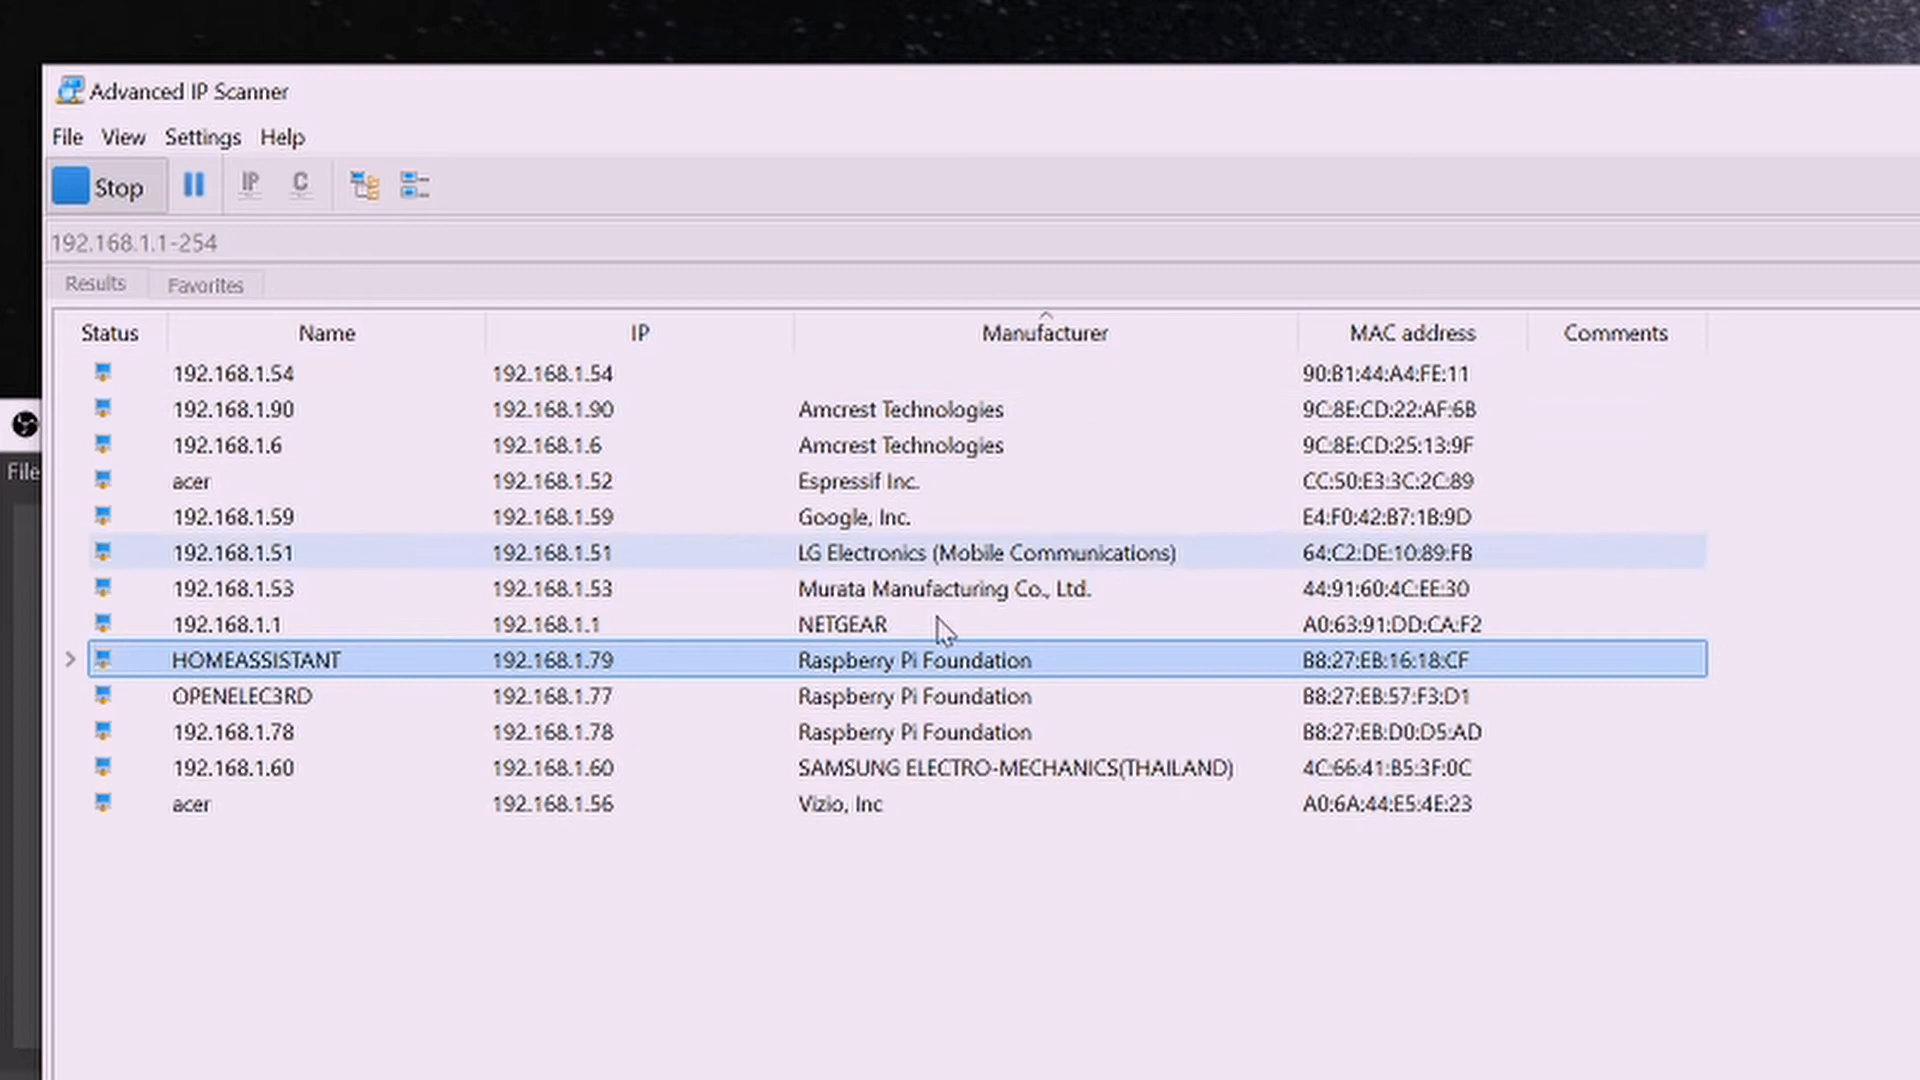 Advanced IP Scanner
File View Settings Help
Stop IP C
192.168.1.1-254
Results Favorites
Status Name IP Manufacturer MAC address Comments
192.168.1.54 192.168.1.54 90:B1:44:A4:FE:11
192.168.1.90 192.168.1.90 Amcrest Technologies 9C:8E:CD:22:AF:6B
192.168.1.6 192.168.1.6 Amcrest Technologies 9C:8E:CD:25:13:9F
File
acer 192.168.1.52 Espressif Inc. CC:50:E3:3C:2C:89
192.168.1.59 192.168.1.59 Google, Inc. E4:F0:42:B7:1B:9D
192.168.1.51 192.168.1.51 LG Electronics (Mobile Communications) 64:C2:DE:10:89:FB
192.168.1.53 192.168.1.53 Murata Manufacturing Co., Ltd. 44:91:60:4C:EE:30
192.168.1.1 192.168.1.1 NETGEAR A0:63:91:DD:CA:F2
HOMEASSISTANT 192.168.1.79 Raspberry Pi Foundation B8:27:EB:16:18:CF
OPENELEC3RD 192.168.1.77 Raspberry Pi Foundation B8:27:EB:57:F3:D1
192.168.1.78 192.168.1.78 Raspberry Pi Foundation B8:27:EB:D0:D5:AD
192.168.1.60 192.168.1.60 SAMSUNG ELECTRO-MECHANICS(THAILAND) 4C:66:41:B5:3F:0C
acer 192.168.1.56 Vizio, Inc A0:6A:44:E5:4E:23